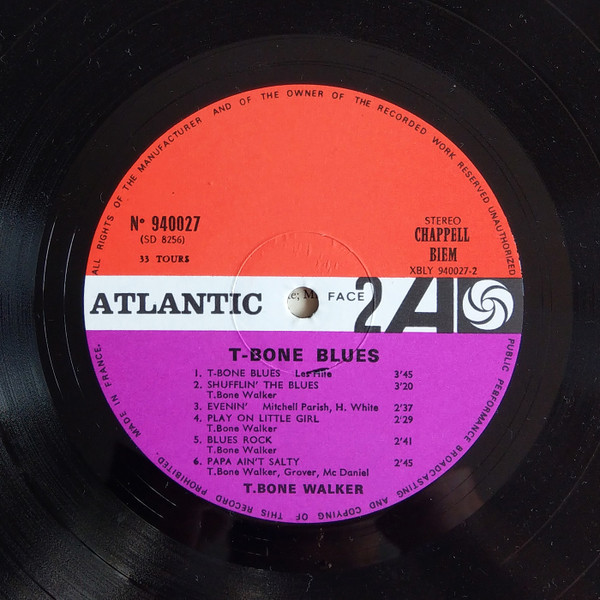 ALL RIGHTS OF THE MANUFACTURER AND OF THE OWNER OF THE RECORDED WORK RESERVED UNAUTHORIZED
PUBLIC PERFORMANCE BROADCASTING AND COPYING OF THIS RECORD PROHIBITED-
MADE IN FRANCE.
Nº 940027
(SD 8256)
33 TOURS
STEREO
CHAPPELL
BIEM
XBLY 940027-2
ATLANTIC FACE 2 A
T-BONE BLUES
1. T-BONE BLUES Les Hite 3'45
2. SHUFFLIN' THE BLUES 3'20
T.Bone Walker
3. EVENIN' Mitchell Parish, H. White 2'37
4. PLAY ON LITTLE GIRL 2'29
T.Bone Walker
5. BLUES ROCK 2'41
T.Bone Walker
6. PAPA AIN'T SALTY 2'45
T.Bone Walker, Grover, Mc Daniel
T.BONE WALKER